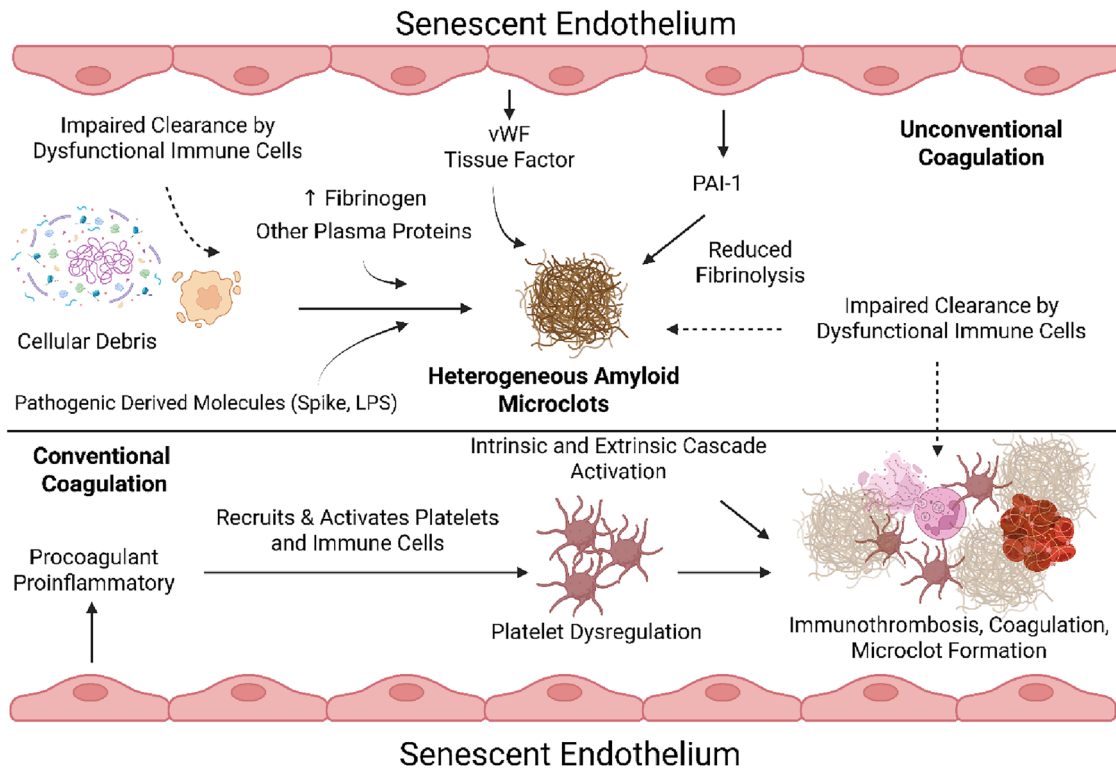 Senescent Endothelium
Impaired Clearance by
Dysfunctional Immune Cells
vWF
Tissue Factor
Unconventional
Coagulation
PAI-1
↑ Fibrinogen
Other Plasma Proteins
Reduced
Fibrinolysis
Cellular Debris
Impaired Clearance by
Dysfunctional Immune Cells
Heterogeneous Amyloid
Microclots
Pathogenic Derived Molecules (Spike, LPS)
Conventional
Coagulation
Intrinsic and Extrinsic Cascade
Activation
Recruits & Activates Platelets
and Immune Cells
Procoagulant
Proinflammatory
Platelet Dysregulation
Immunothrombosis, Coagulation,
Microclot Formation
Senescent Endothelium